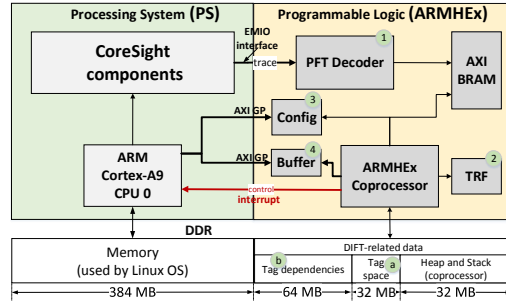 Processing System (PS)
Programmable Logic (ARMHEx)
CoreSight
components
EMIO
interface
trace
1
PFT Decoder
AXI
BRAM
3
AXI GP
Config
4
AXI GP
Buffer
ARM
Cortex-A9
CPU 0
ARMHEx
Coprocessor
2
TRF
control
interrupt
DDR
Memory
(used by Linux OS)
DIFT-related data
b
Tag dependencies
a
Tag
space
Heap and Stack
(coprocessor)
384 MB
64 MB
32 MB
32 MB